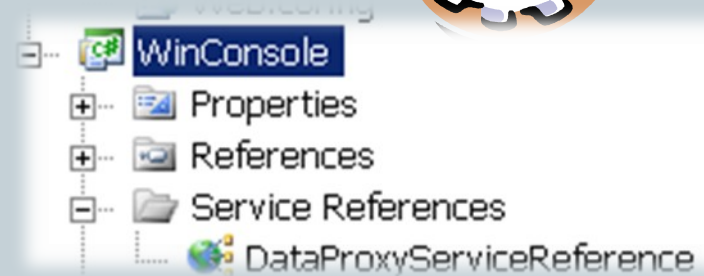 WinConsole
Properties
References
Service References
DataProxyServiceReference